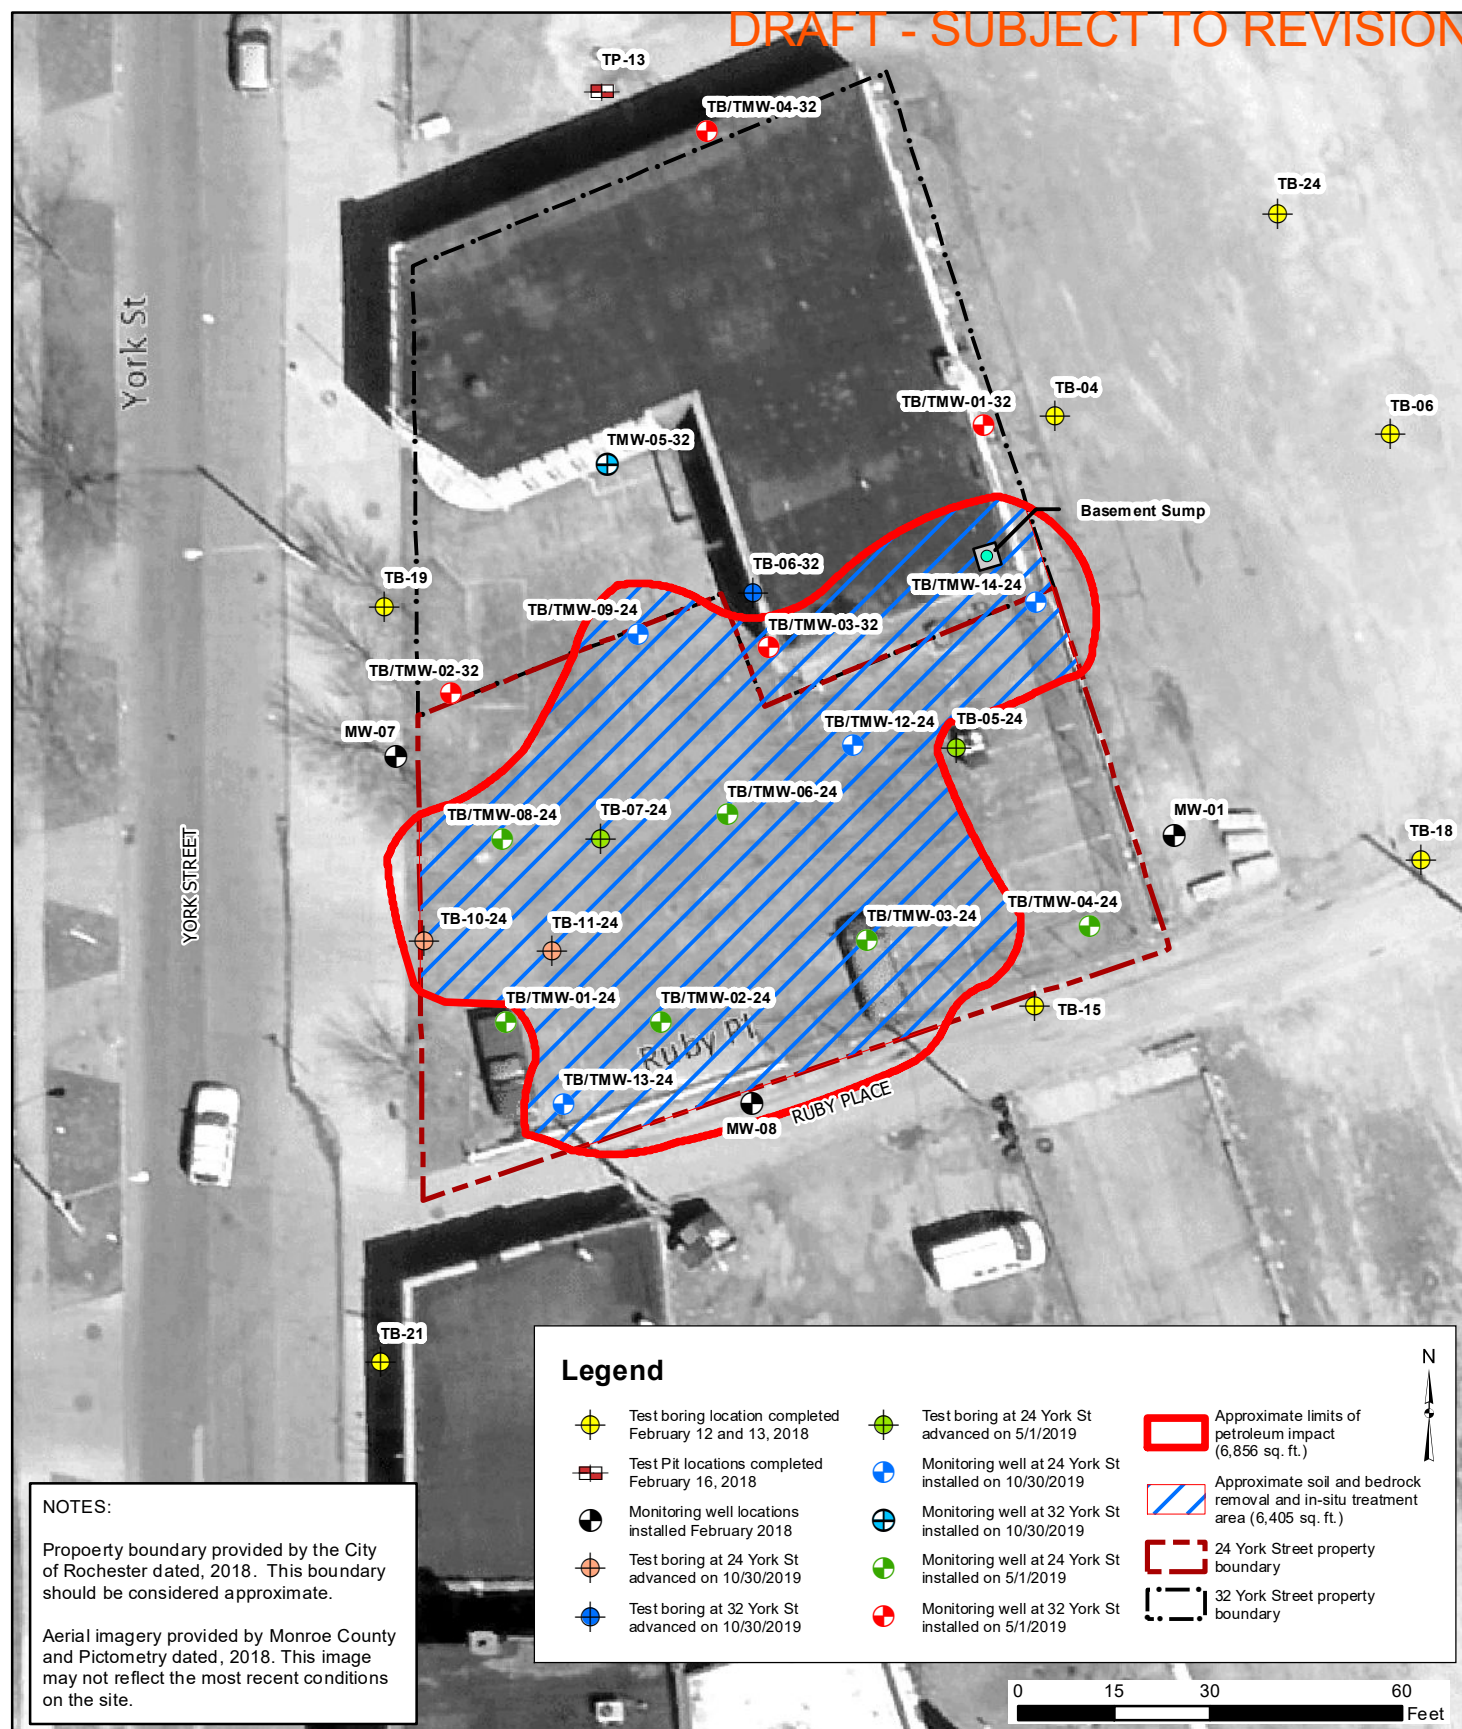 DRAFT - SUBJECT TO REVISION
TP-13
TB/TMW-04-32
TB-24
York St
TB/TMW-01-32
TB-04
TB-06
TMW-05-32
Basement Sump
TB-19
TB-06-32
TB/TMW-14-24
TB/TMW-09-24
TB/TMW-03-32
TB/TMW-02-32
MW-07
TB/TMW-12-24
TB-05-24
TB/TMW-06-24
TB/TMW-08-24
TB-07-24
MW-01
TB-18
YORK STREET
TB-10-24
TB-11-24
TB/TMW-03-24
TB/TMW-04-24
TB/TMW-01-24
TB/TMW-02-24
TB-15
Ruby Pl
TB/TMW-13-24
RUBY PLACE
MW-08
TB-21
Legend
Test boring location completed
February 12 and 13, 2018
Test Pit locations completed
February 16, 2018
Monitoring well locations
installed February 2018
Test boring at 24 York St
advanced on 10/30/2019
Test boring at 32 York St
advanced on 10/30/2019
Test boring at 24 York St
advanced on 5/1/2019
Monitoring well at 24 York St
installed on 10/30/2019
Monitoring well at 32 York St
installed on 10/30/2019
Monitoring well at 24 York St
installed on 5/1/2019
Monitoring well at 32 York St
installed on 5/1/2019
Approximate limits of
petroleum impact
(6,856 sq. ft.)
Approximate soil and bedrock
removal and in-situ treatment
area (6,405 sq. ft.)
24 York Street property
boundary
32 York Street property
boundary
N
NOTES:
Propoerty boundary provided by the City
of Rochester dated, 2018. This boundary
should be considered approximate.
Aerial imagery provided by Monroe County
and Pictometry dated, 2018. This image
may not reflect the most recent conditions
on the site.
0 15 30 60
Feet